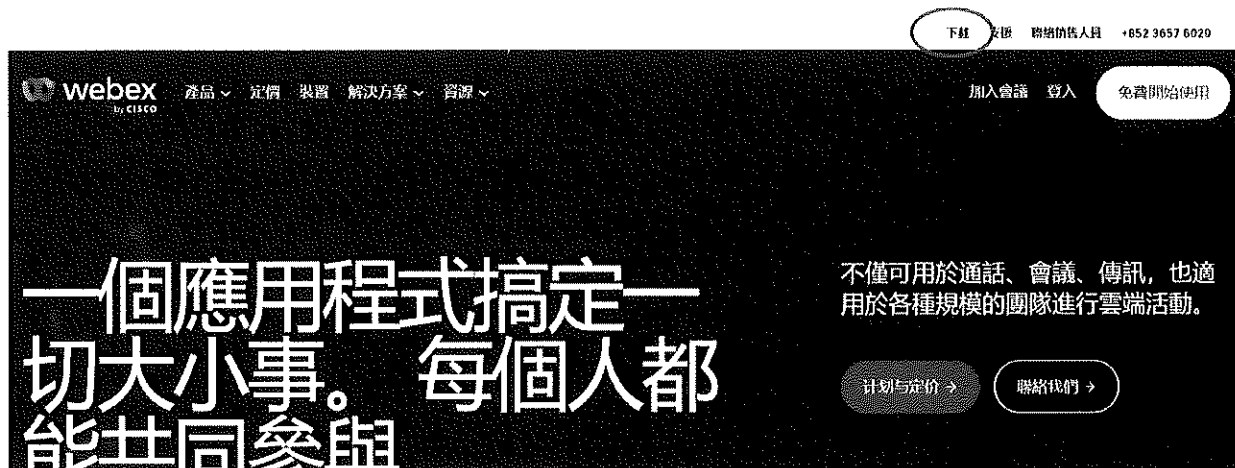 下載 支援 聯絡銷售人員 +852 3657 6029
webex by CISCO 產品 定價 裝置 解決方案 資源 加入會議 登入 免費開始使用
一個應用程式搞定一
切大小事。 每個人都
能共同參與
不僅可用於通話、會議、傳訊，也適
用於各種規模的團隊進行雲端活動。
计划与定价 → 聯絡我們 →